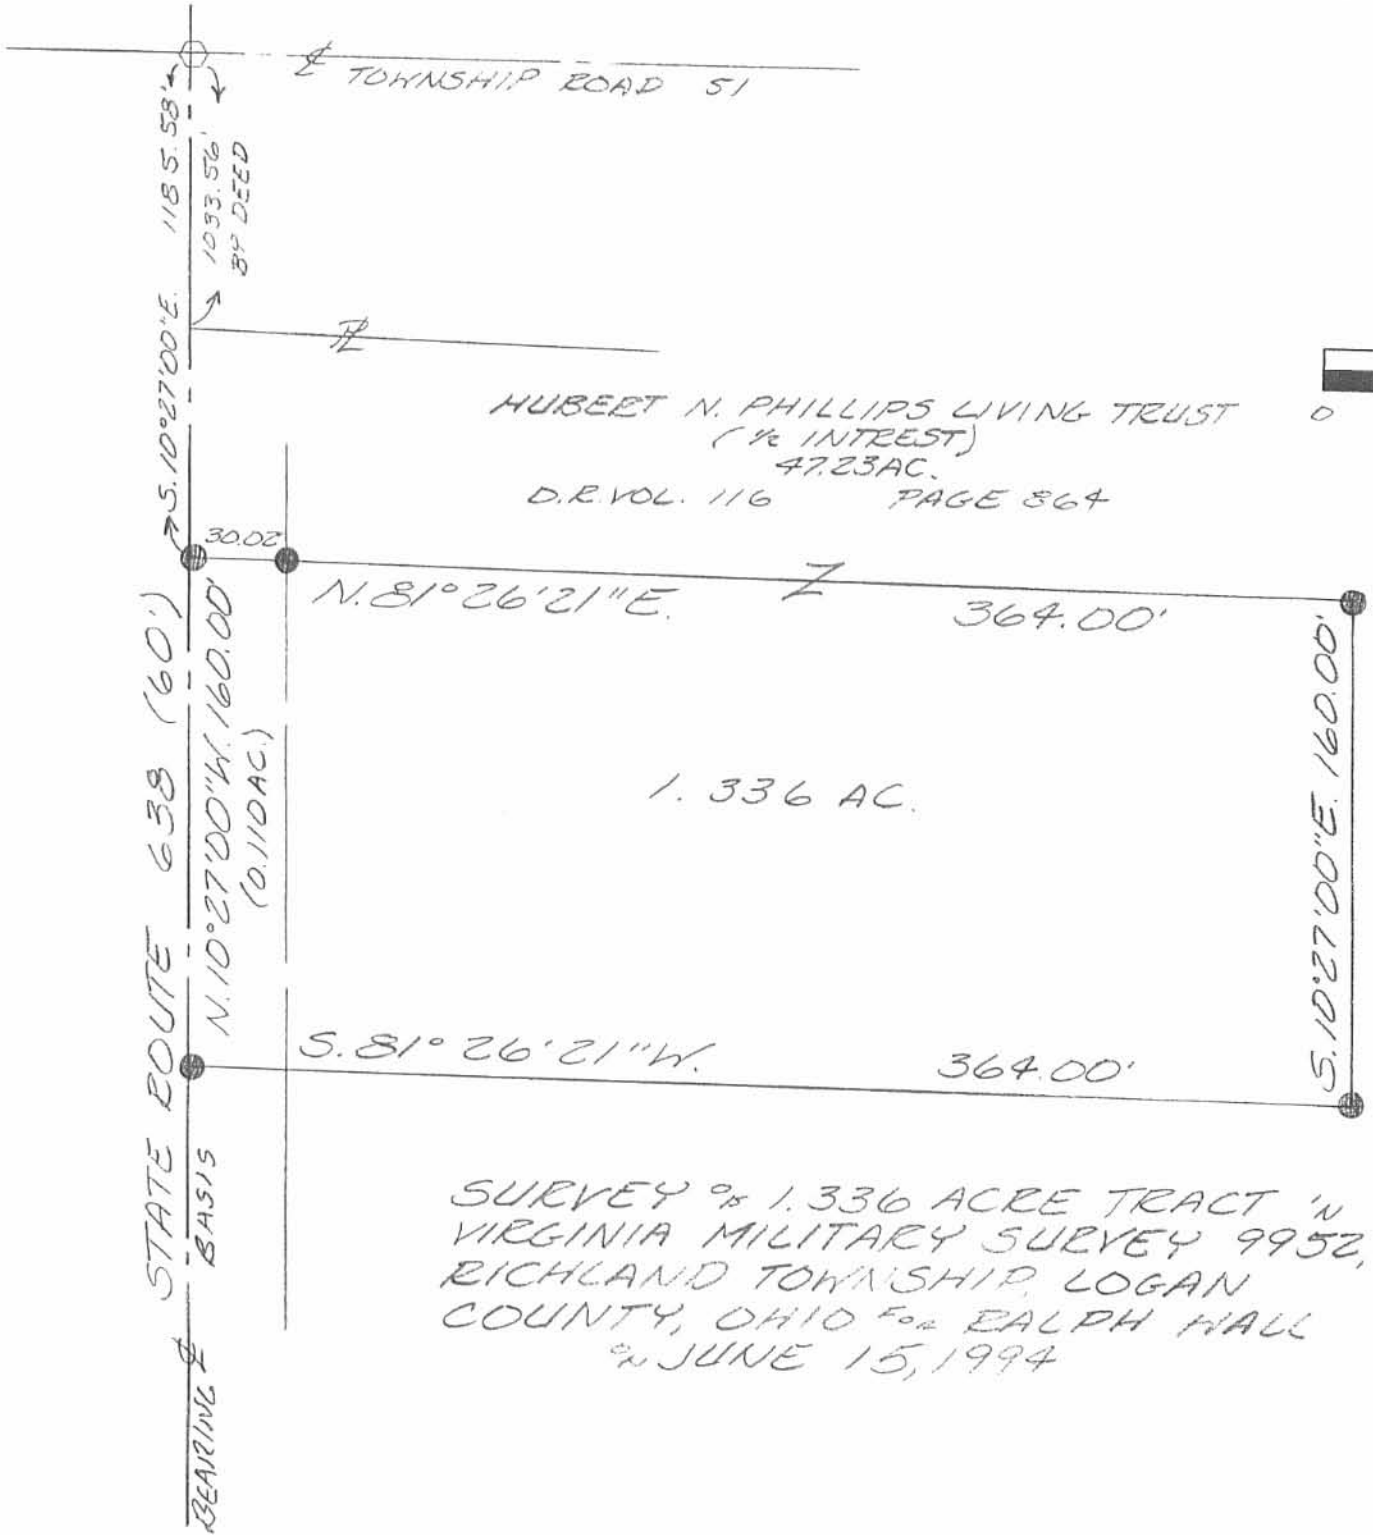 TOWNSHIP ROAD 51
1185.58'
1033.56'
BY DEED
S.10°27'00"E.
HUBERT N. PHILLIPS LIVING TRUST
(1/2 INTREST)
47.23AC.
0
D.R.VOL. 116 PAGE 864
30.02
N.81°26'21"E. 364.00'
STATE ROUTE 638 (60')
N.10°27'00"W. 160.00'
(0.110AC.)
1.336 AC.
S.10°27'00"E. 160.00'
S.81°26'21"W. 364.00'
BEARING BASIS
SURVEY OF 1.336 ACRE TRACT IN
VIRGINIA MILITARY SURVEY 9952,
RICHLAND TOWNSHIP, LOGAN
COUNTY, OHIO FOR RALPH HALL
ON JUNE 15, 1994